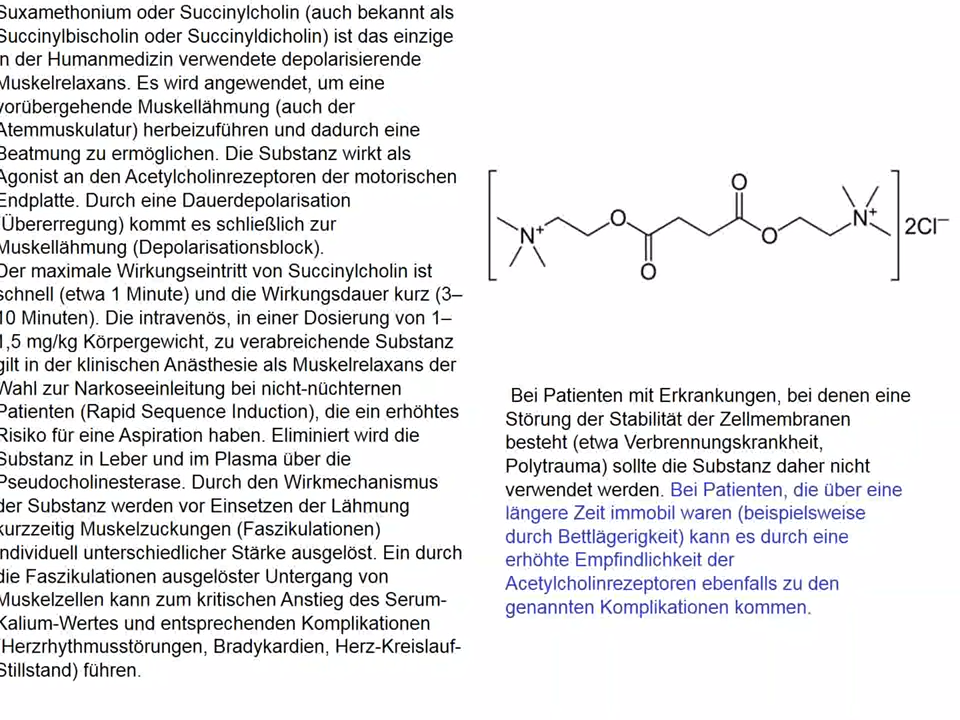 Suxamethonium oder Succinylcholin (auch bekannt als
Succinylbischolin oder Succinyldicholin) ist das einzige
in der Humanmedizin verwendete depolarisierende
Muskelrelaxans. Es wird angewendet, um eine
vorübergehende Muskellähmung (auch der
Atemmuskulatur) herbeizuführen und dadurch eine
Beatmung zu ermöglichen. Die Substanz wirkt als
Agonist an den Acetylcholinrezeptoren der motorischen
Endplatte. Durch eine Dauerdepolarisation
(Übererregung) kommt es schließlich zur
Muskellähmung (Depolarisationsblock).
Der maximale Wirkungseintritt von Succinylcholin ist
schnell (etwa 1 Minute) und die Wirkungsdauer kurz (3–
10 Minuten). Die intravenös, in einer Dosierung von 1–
1,5 mg/kg Körpergewicht, zu verabreichende Substanz
gilt in der klinischen Anästhesie als Muskelrelaxans der
Wahl zur Narkoseeinleitung bei nicht-nüchternen
Patienten (Rapid Sequence Induction), die ein erhöhtes
Risiko für eine Aspiration haben. Eliminiert wird die
Substanz in Leber und im Plasma über die
Pseudocholinesterase. Durch den Wirkmechanismus
der Substanz werden vor Einsetzen der Lähmung
kurzzeitig Muskelzuckungen (Faszikulationen)
individuell unterschiedlicher Stärke ausgelöst. Ein durch
die Faszikulationen ausgelöster Untergang von
Muskelzellen kann zum kritischen Anstieg des Serum-
Kalium-Wertes und entsprechenden Komplikationen
(Herzrhythmusstörungen, Bradykardien, Herz-Kreislauf-
Stillstand) führen.
N+
O
O
O
O
N+
2Cl–
Bei Patienten mit Erkrankungen, bei denen eine
Störung der Stabilität der Zellmembranen
besteht (etwa Verbrennungskrankheit,
Polytrauma) sollte die Substanz daher nicht
verwendet werden. Bei Patienten, die über eine
längere Zeit immobil waren (beispielsweise
durch Bettlägerigkeit) kann es durch eine
erhöhte Empfindlichkeit der
Acetylcholinrezeptoren ebenfalls zu den
genannten Komplikationen kommen.